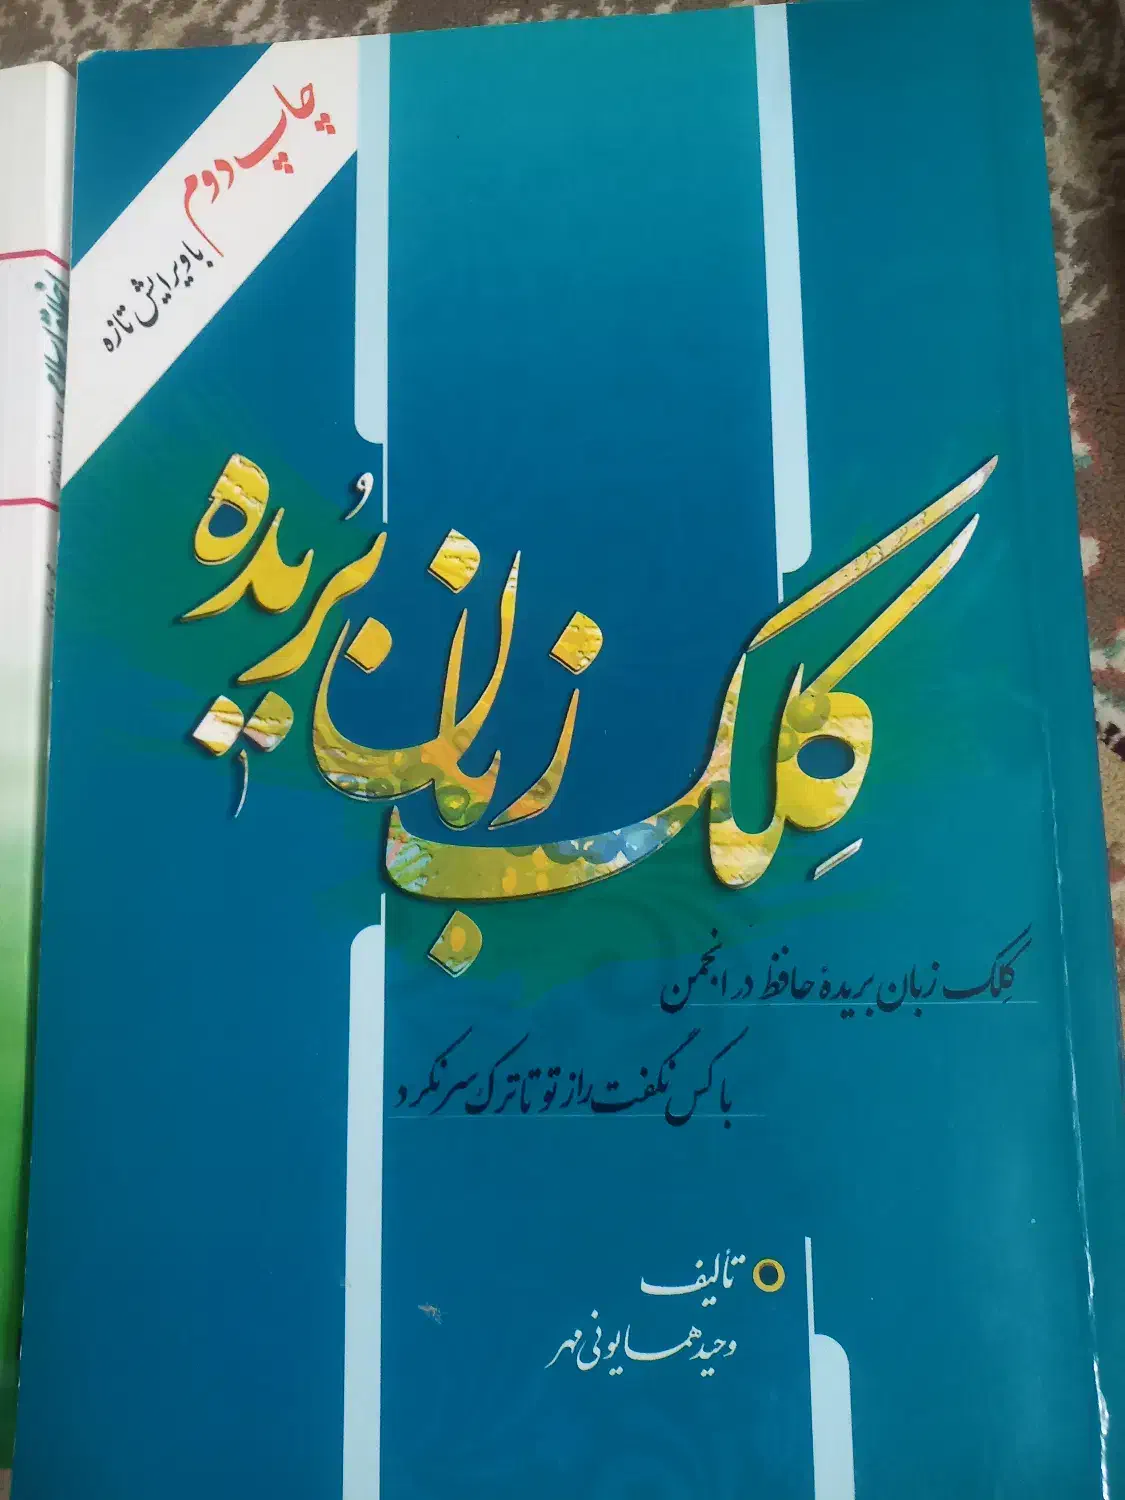 چاپ دوم
با ویرایش تازه
کِلک زبان بُریده
کِلک زبان بریدهٔ حافظ در انجمن
با کس نگفت راز تو تا ترک سر نکرد
تألیف
وحید همایونی مهر